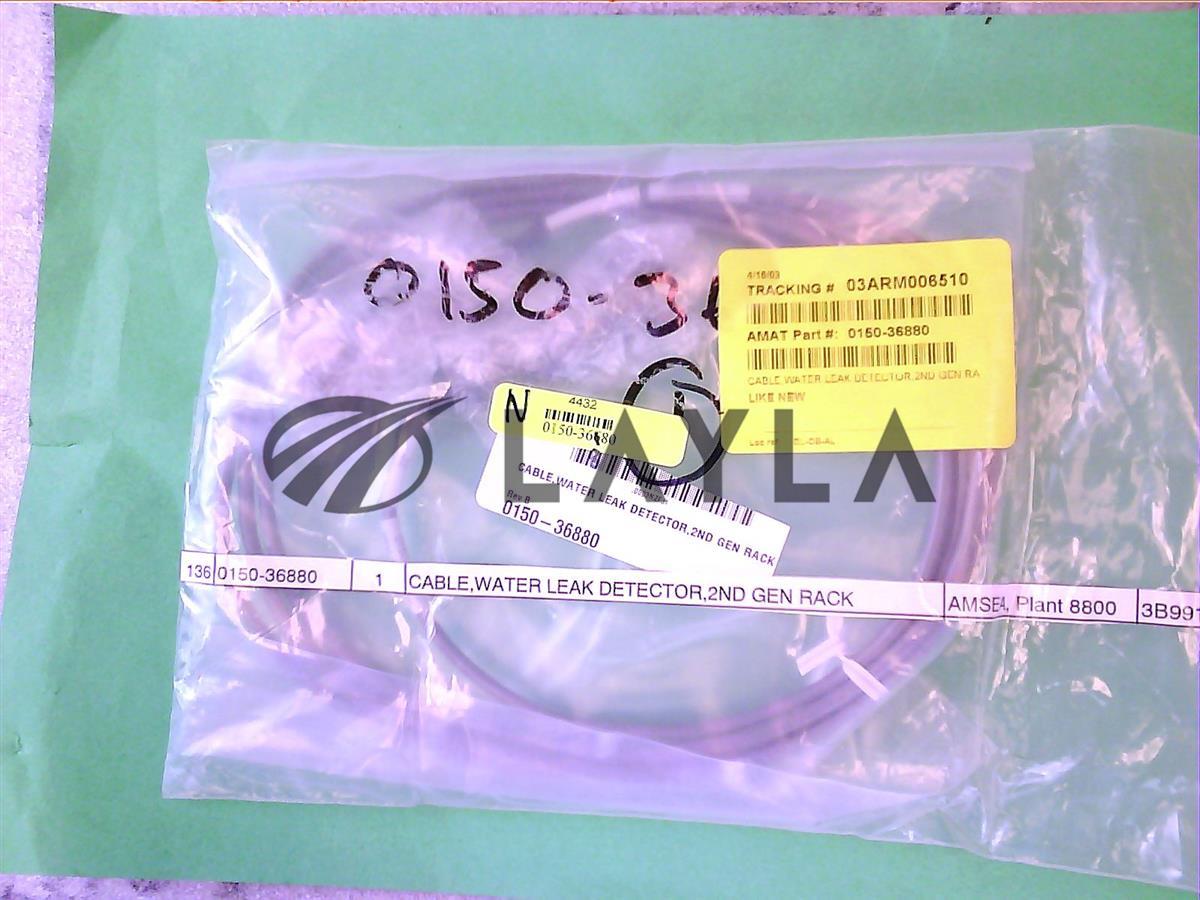 0150-36
4/16/03
TRACKING # 03ARM006510
AMAT Part #: 0150-36880
CABLE,WATER LEAK DETECTOR,2ND GEN RA
LIKE NEW
N
4432
0150-36880
LAYLA
CABLE,WATER LEAK DETECTOR,2ND GEN RACK
Rev B
0150-36880
136 0150-36880 1 CABLE,WATER LEAK DETECTOR,2ND GEN RACK AMSEA, Plant 8800 3B991